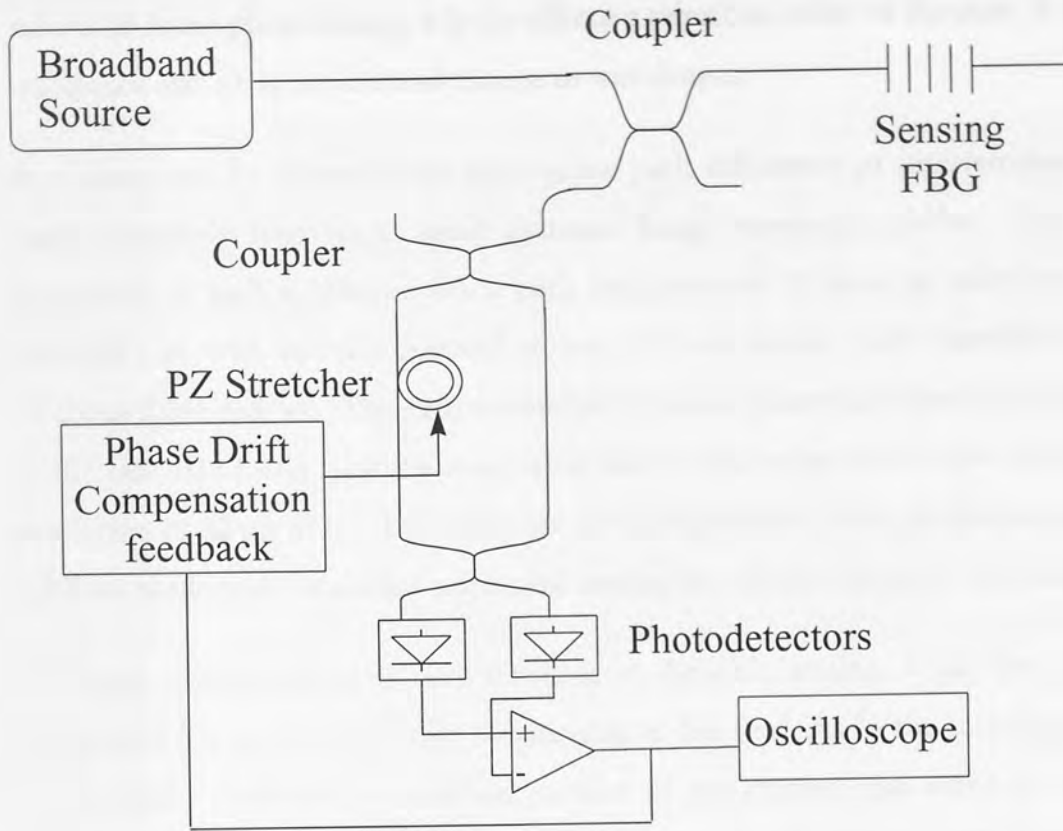 Coupler
Broadband
Source
Sensing
FBG
Coupler
PZ Stretcher
Phase Drift
Compensation
feedback
Photodetectors
+
-
Oscilloscope